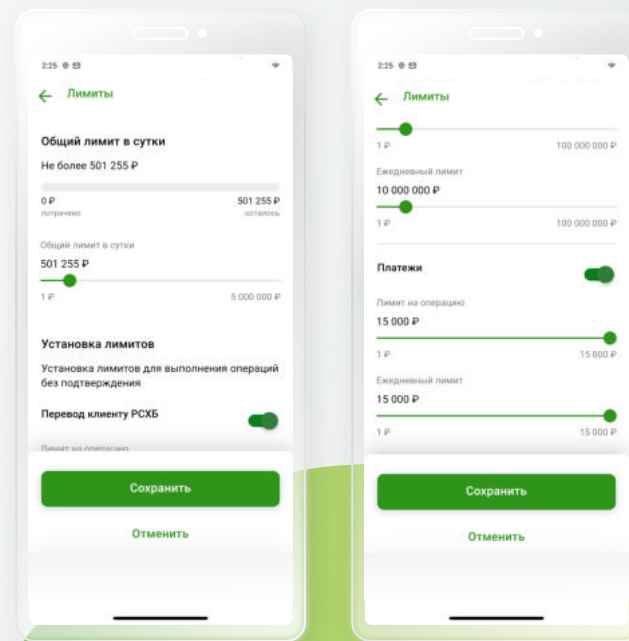 2:25
Лимиты
Общий лимит в сутки
Не более 501 255 ₽
0 ₽ 501 255 ₽
потрачено осталось
Общий лимит в сутки
501 255 ₽
1 ₽ 5 000 000 ₽
Установка лимитов
Установка лимитов для выполнения операций
без подтверждения
Перевод клиенту РСХБ
Лимит на операцию
Сохранить
Отменить
2:25
Лимиты
1 ₽ 100 000 000 ₽
Ежедневный лимит
10 000 000 ₽
1 ₽ 100 000 000 ₽
Платежи
Лимит на операцию
15 000 ₽
1 ₽ 15 000 ₽
Ежедневный лимит
15 000 ₽
1 ₽ 15 000 ₽
Сохранить
Отменить